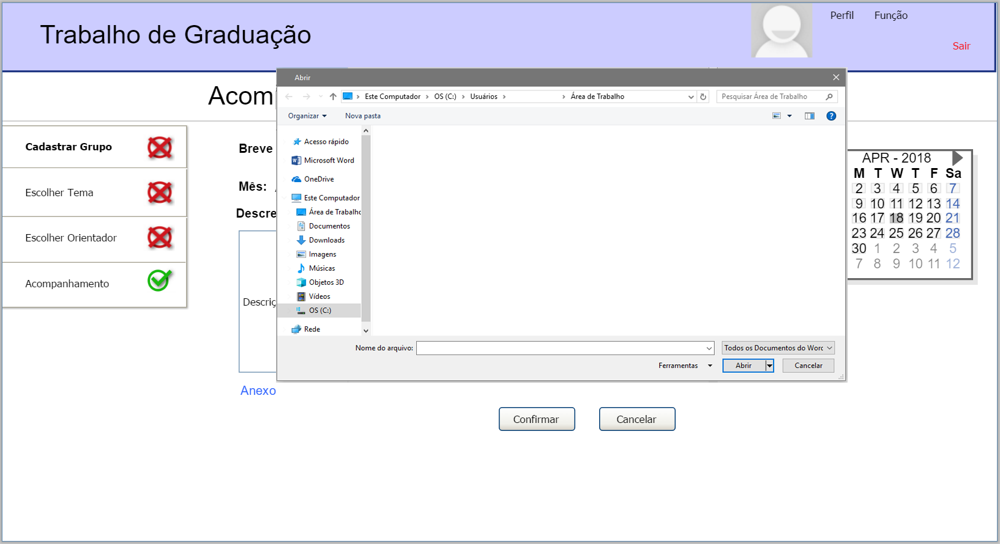 Trabalho de Graduação
Perfil
Função
Sair
Abrir
Este Computador > OS (C:) > Usuários > > Área de Trabalho
Pesquisar Área de Trabalho
Organizar
Nova pasta
Cadastrar Grupo
Escolher Tema
Escolher Orientador
Acompanhamento
Breve
Mês:
Anexo
Acesso rápido
Microsoft Word
OneDrive
Este Computador
Área de Trabalho
Documentos
Downloads
Imagens
Músicas
Objetos 3D
Vídeos
OS (C:)
Rede
Nome do arquivo:
Todos os Documentos do Worc
Ferramentas
Abrir
Cancelar
APR - 2018
M T W T F Sa
2 3 4 5 6 7
9 10 11 12 13 14
16 17 18 19 20 21
23 24 25 26 27 28
30 1 2 3 4 5
7 8 9 10 11 12
Confirmar
Cancelar